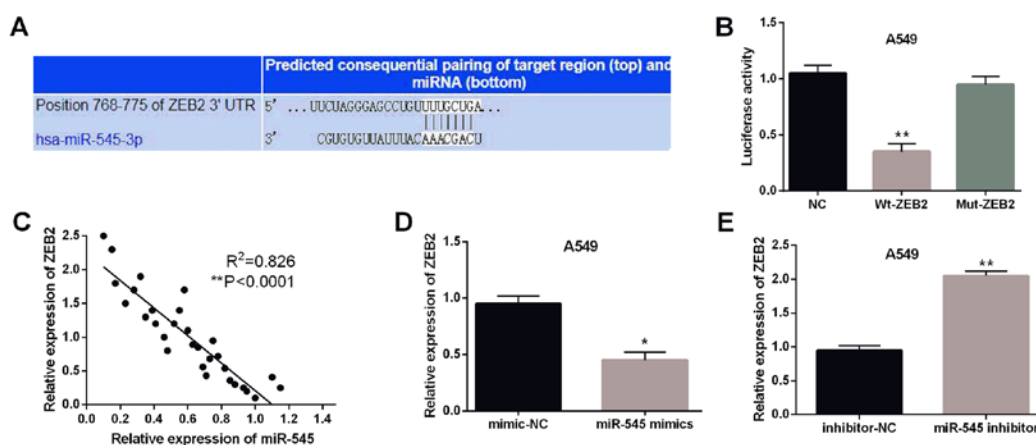 A
Predicted consequential pairing of target region (top) and
miRNA (bottom)
Position 768-775 of ZEB2 3' UTR 5' ...UUCUAGGGAGCCUGUUUUGCUGA...
hsa-miR-545-3p 3' CGUGUGUUAUUUACAAACGACU
B
A549
Luciferase activity
1.5
1.0
0.5
0.0
**
NC Wt-ZEB2 Mut-ZEB2
C
Relative expression of ZEB2
2.5
2.0
1.5
1.0
0.5
0.0
R²=0.826
**P<0.0001
0.0 0.2 0.4 0.6 0.8 1.0 1.2 1.4
Relative expression of miR-545
D
A549
Relative expression of ZEB2
1.5
1.0
0.5
0.0
*
mimic-NC miR-545 mimics
E
A549
Relative expression of ZEB2
2.5
2.0
1.5
1.0
0.5
0.0
**
inhibitor-NC miR-545 inhibitor